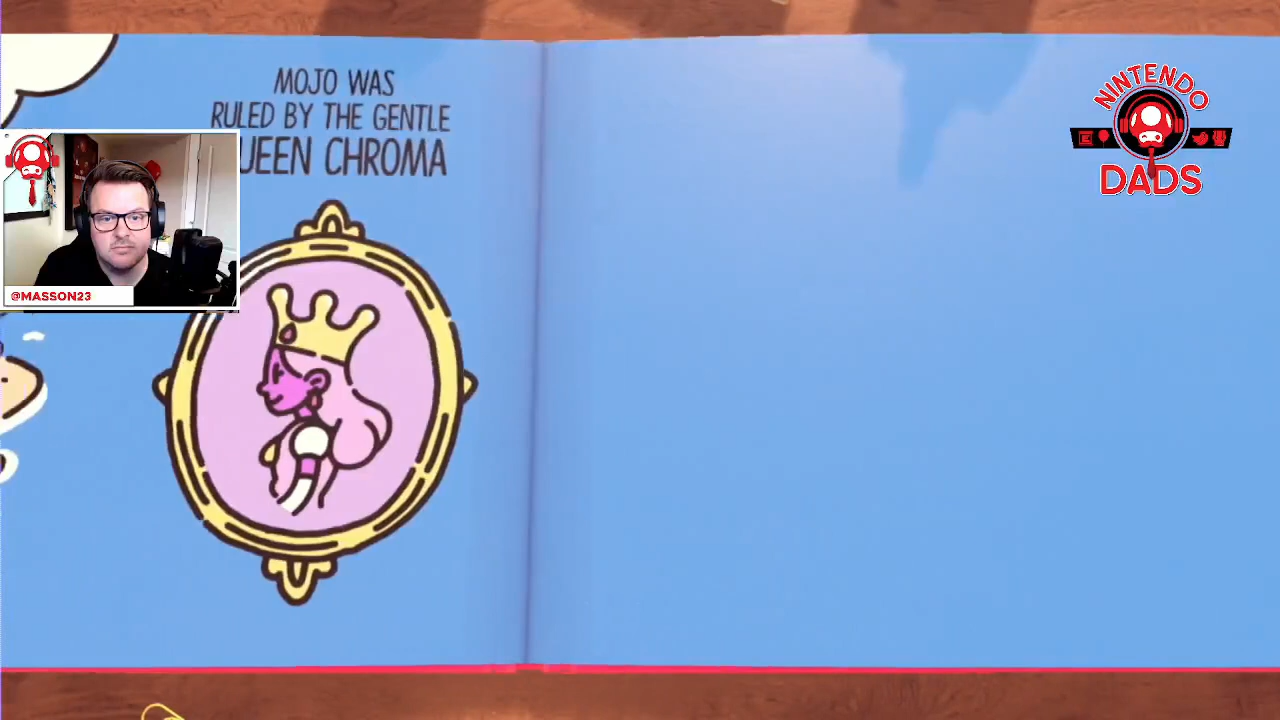 MOJO WAS
RULED BY THE GENTLE
UEEN CHROMA
NINTENDO
DADS
@MASSON23